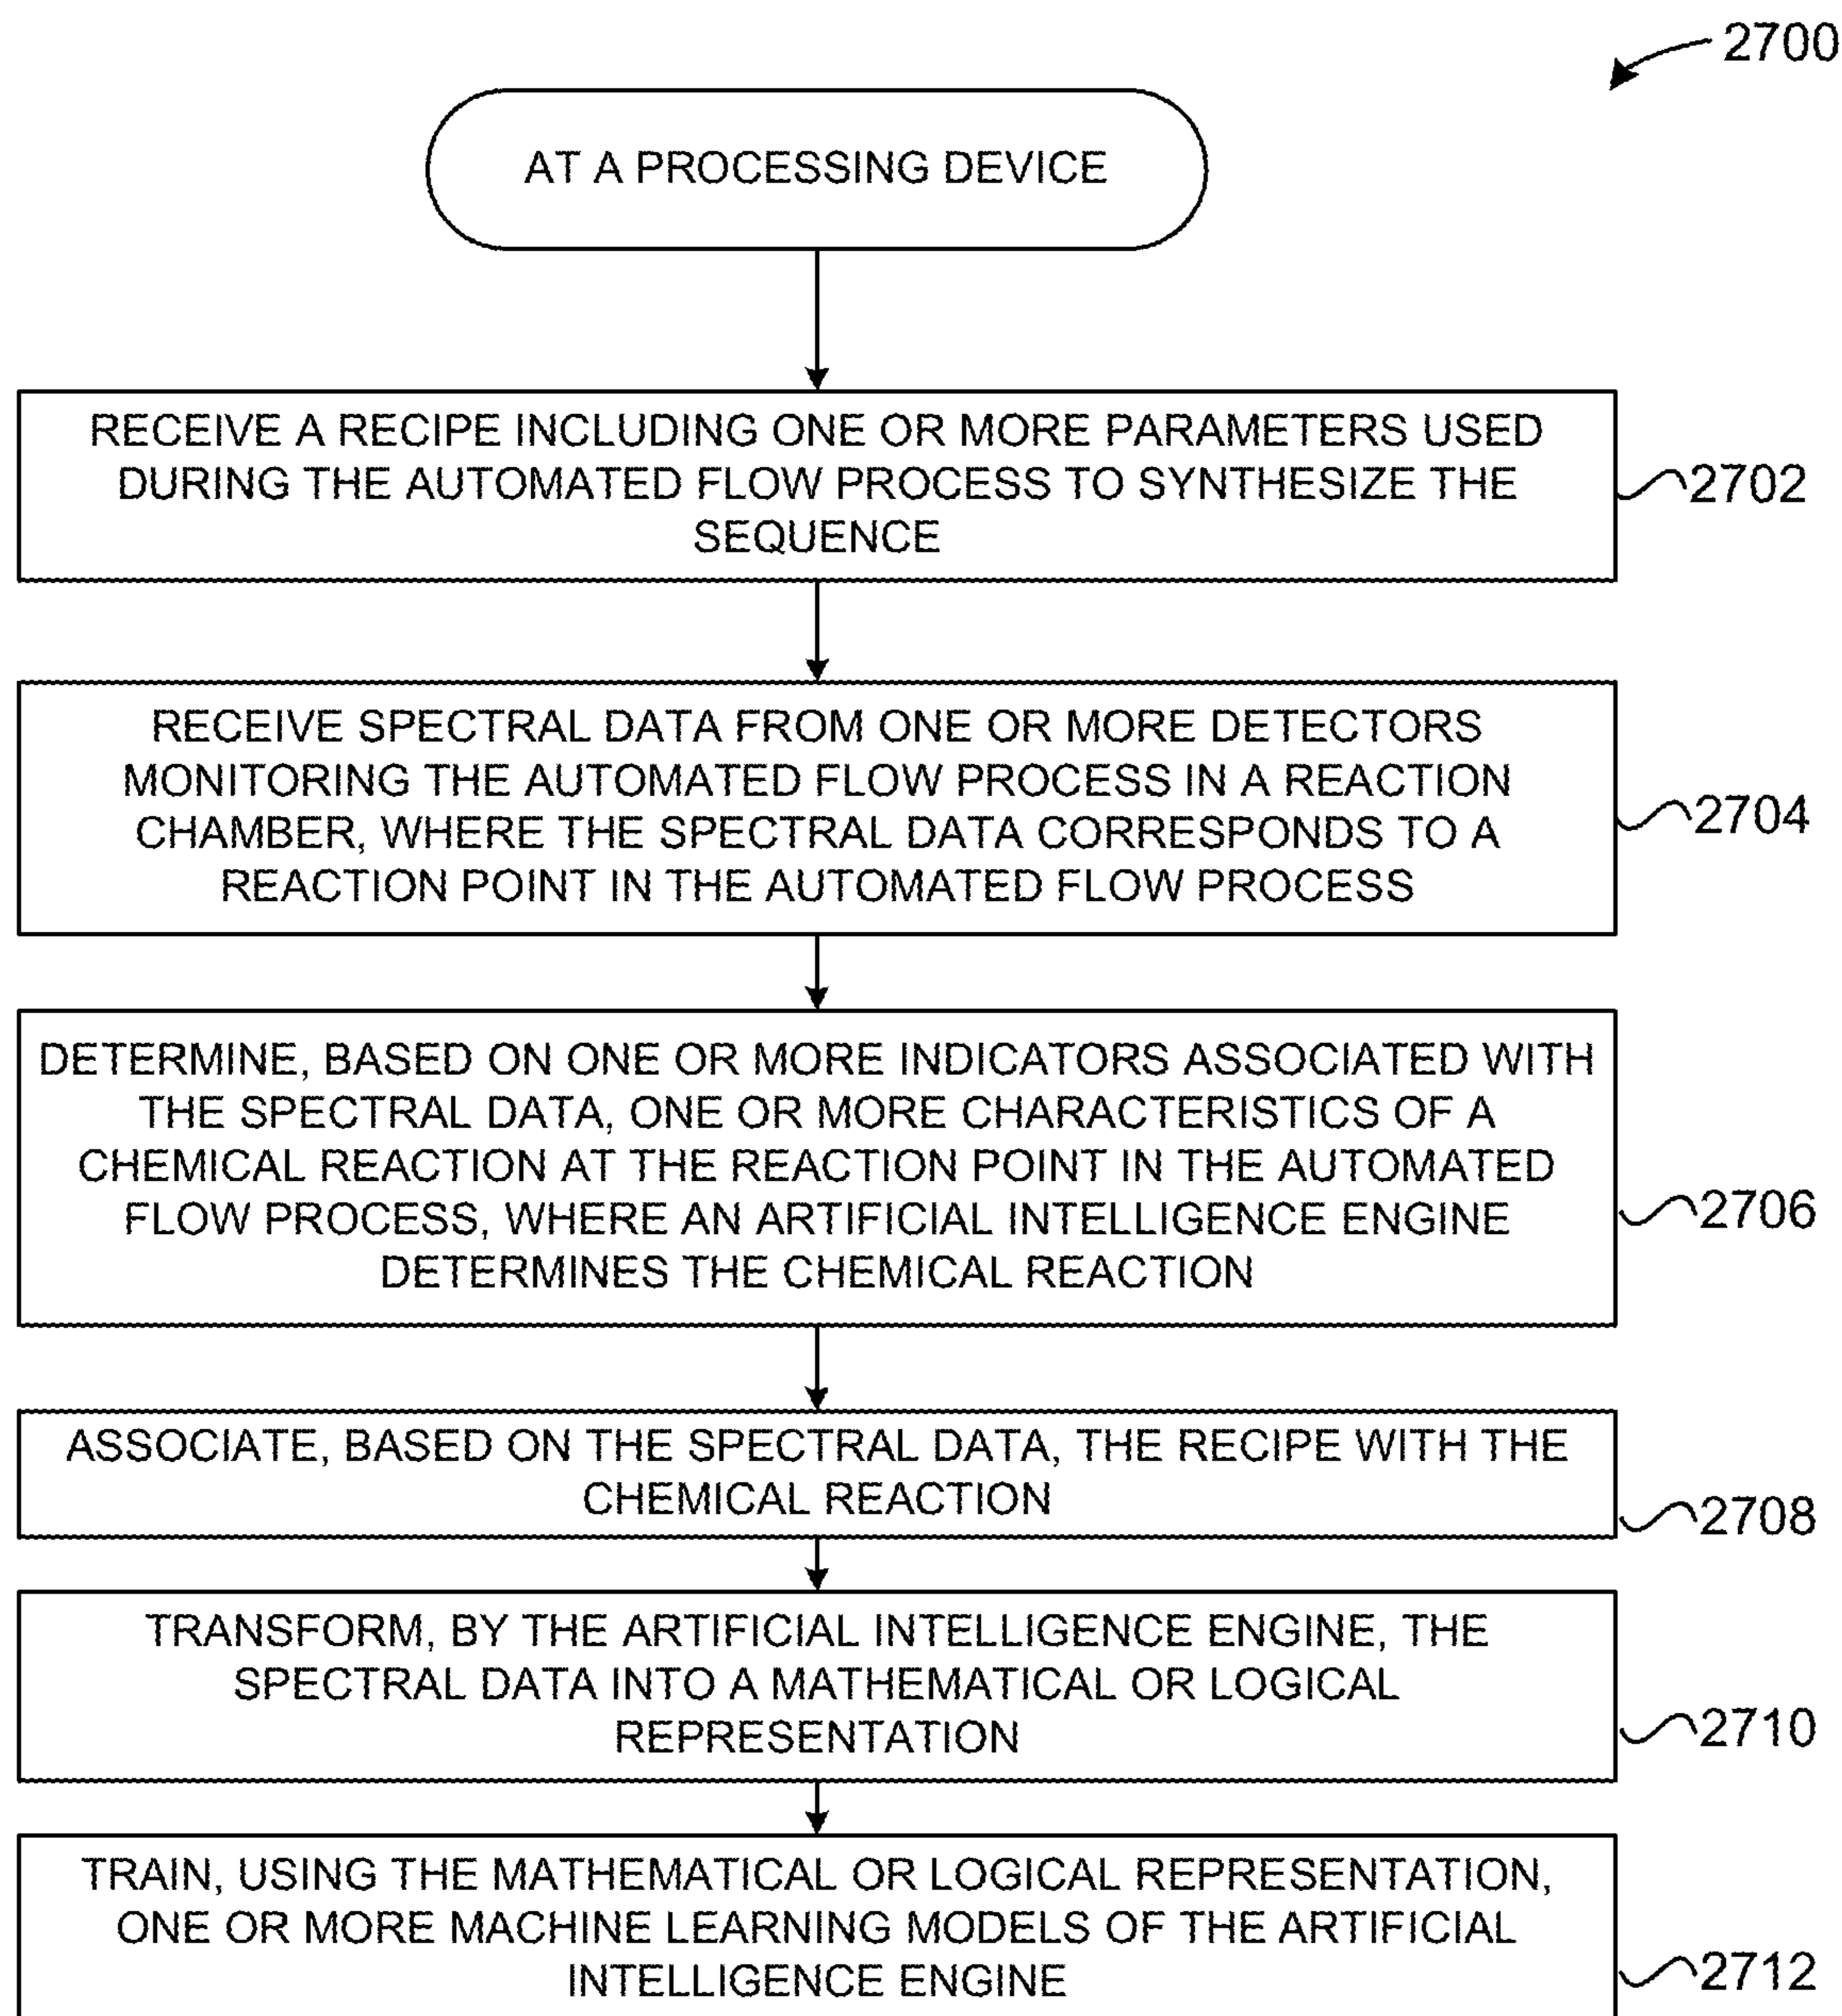 2700
AT A PROCESSING DEVICE
RECEIVE A RECIPE INCLUDING ONE OR MORE PARAMETERS USED
DURING THE AUTOMATED FLOW PROCESS TO SYNTHESIZE THE
SEQUENCE
2702
RECEIVE SPECTRAL DATA FROM ONE OR MORE DETECTORS
MONITORING THE AUTOMATED FLOW PROCESS IN A REACTION
CHAMBER, WHERE THE SPECTRAL DATA CORRESPONDS TO A
REACTION POINT IN THE AUTOMATED FLOW PROCESS
2704
DETERMINE, BASED ON ONE OR MORE INDICATORS ASSOCIATED WITH
THE SPECTRAL DATA, ONE OR MORE CHARACTERISTICS OF A
CHEMICAL REACTION AT THE REACTION POINT IN THE AUTOMATED
FLOW PROCESS, WHERE AN ARTIFICIAL INTELLIGENCE ENGINE
DETERMINES THE CHEMICAL REACTION
2706
ASSOCIATE, BASED ON THE SPECTRAL DATA, THE RECIPE WITH THE
CHEMICAL REACTION
2708
TRANSFORM, BY THE ARTIFICIAL INTELLIGENCE ENGINE, THE
SPECTRAL DATA INTO A MATHEMATICAL OR LOGICAL
REPRESENTATION
2710
TRAIN, USING THE MATHEMATICAL OR LOGICAL REPRESENTATION,
ONE OR MORE MACHINE LEARNING MODELS OF THE ARTIFICIAL
INTELLIGENCE ENGINE
2712